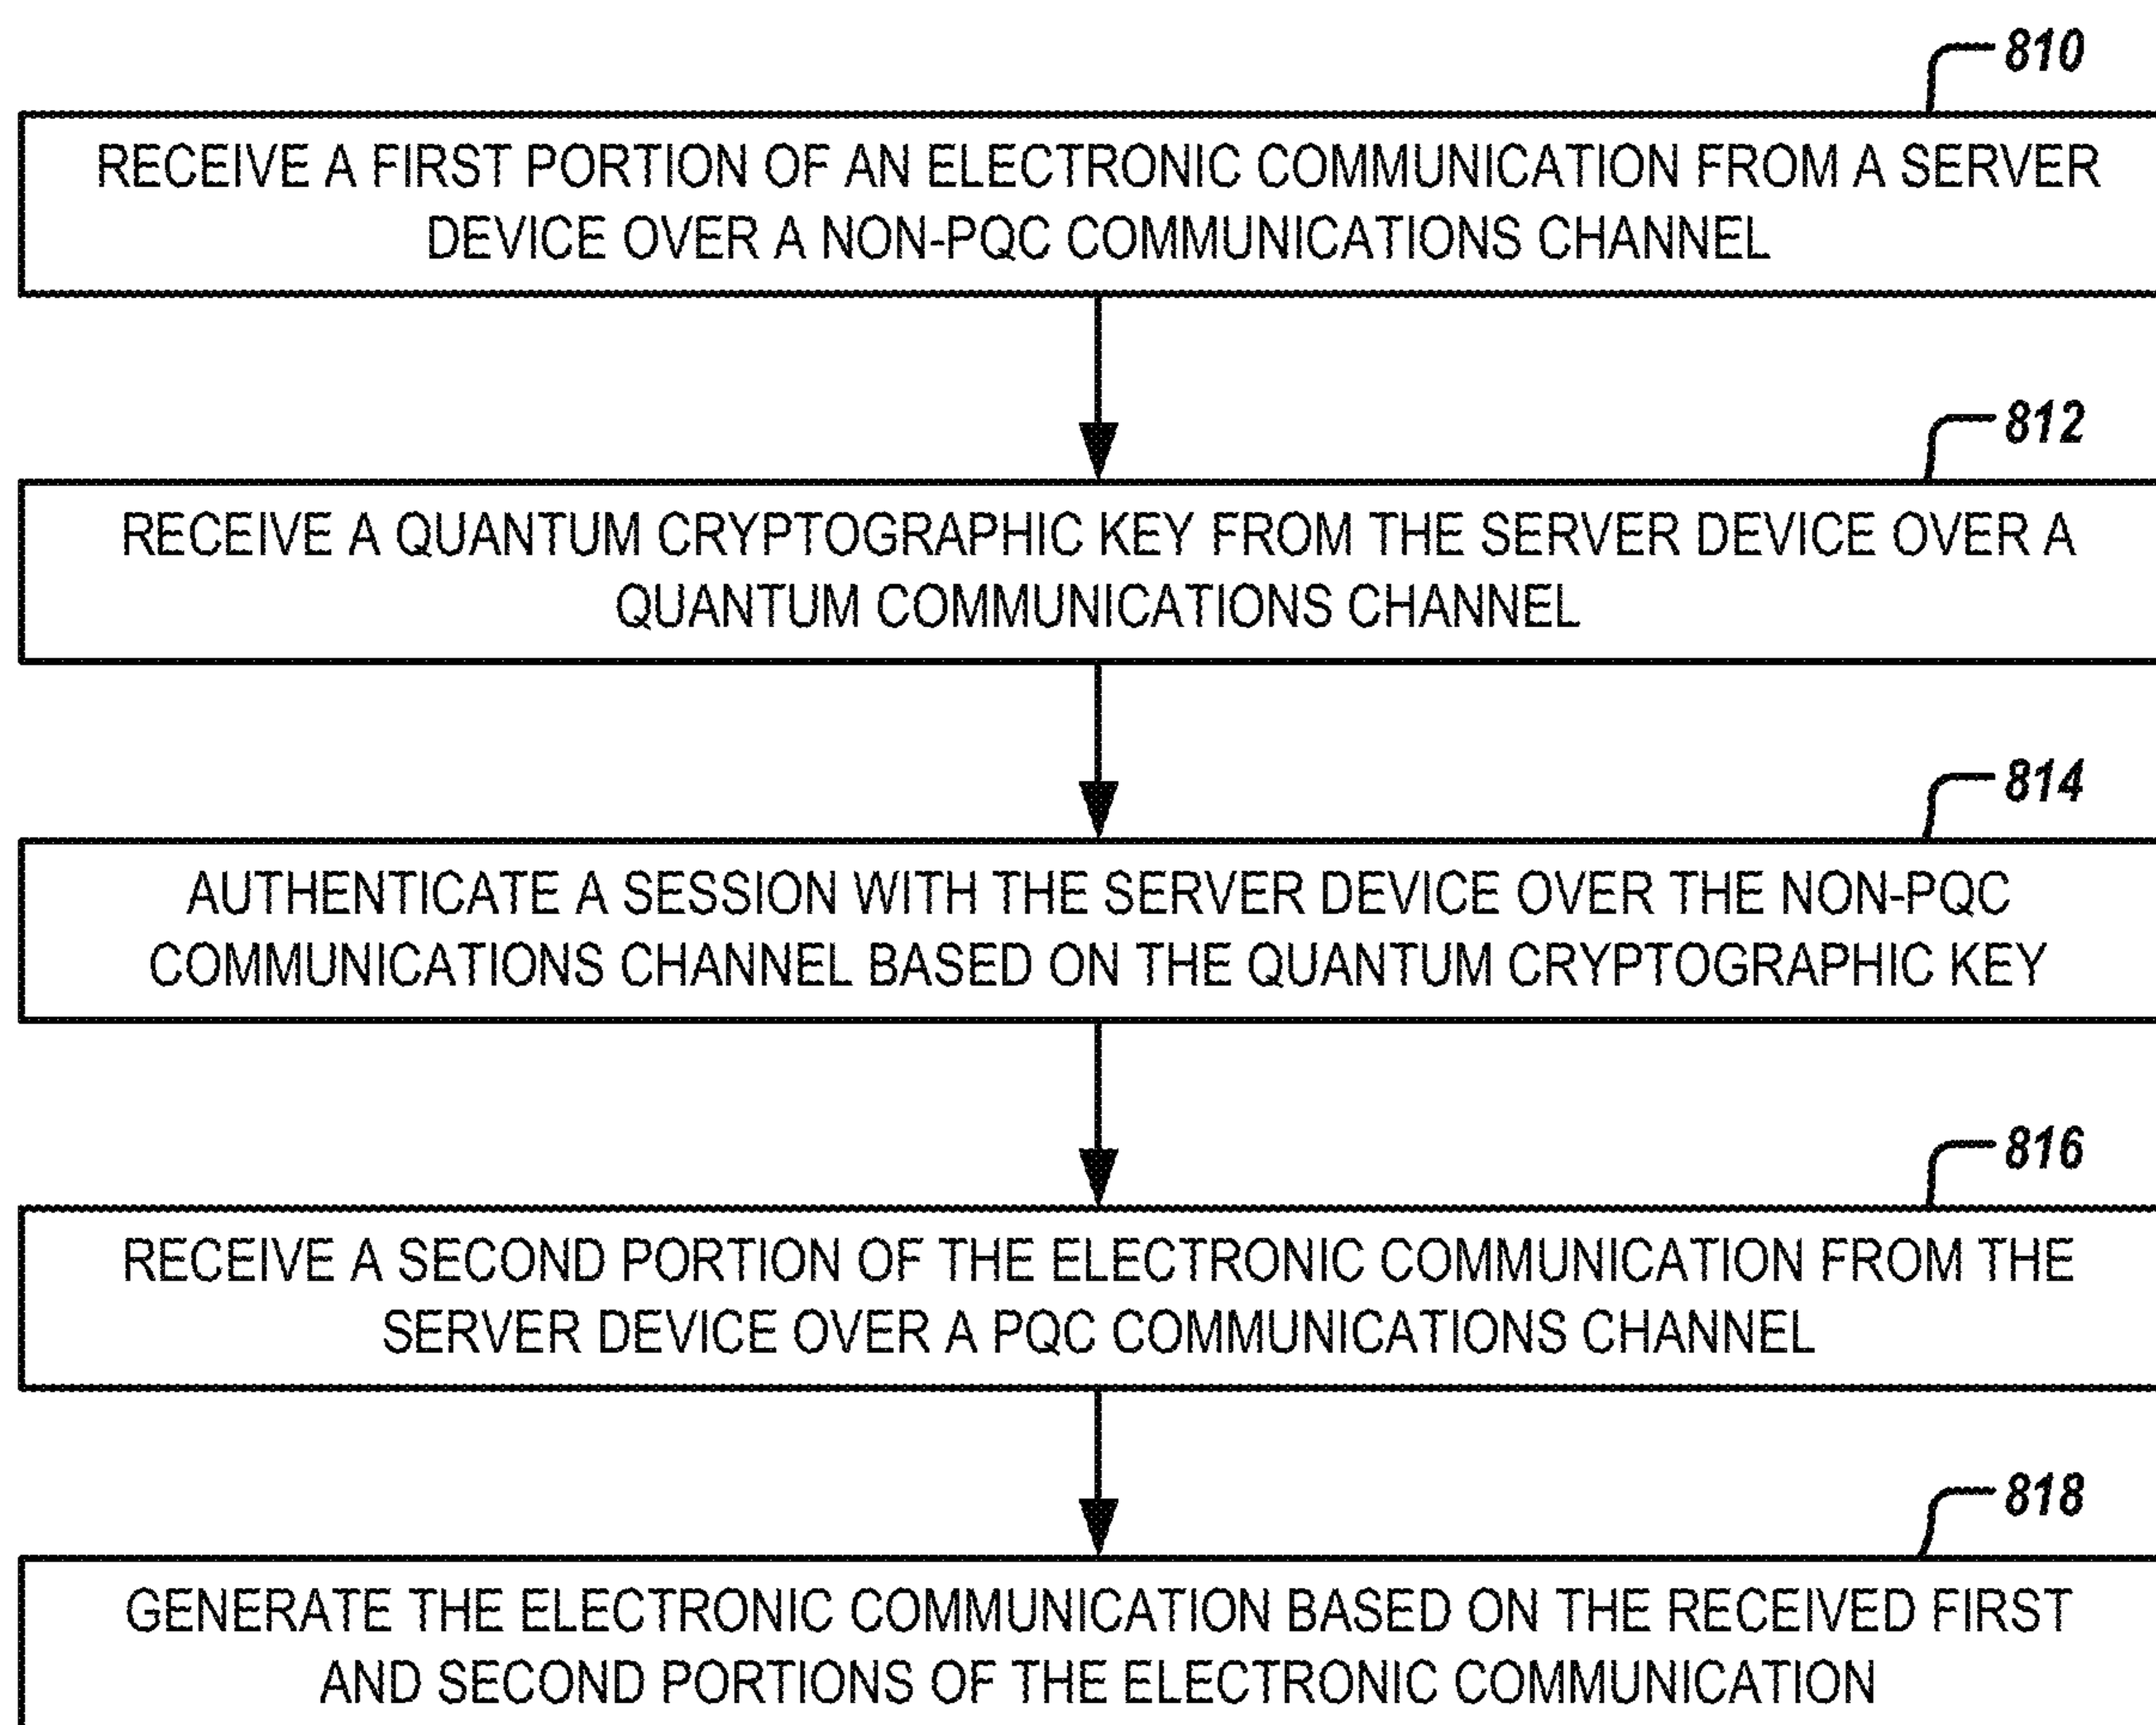 810
RECEIVE A FIRST PORTION OF AN ELECTRONIC COMMUNICATION FROM A SERVER
DEVICE OVER A NON-PQC COMMUNICATIONS CHANNEL
812
RECEIVE A QUANTUM CRYPTOGRAPHIC KEY FROM THE SERVER DEVICE OVER A
QUANTUM COMMUNICATIONS CHANNEL
814
AUTHENTICATE A SESSION WITH THE SERVER DEVICE OVER THE NON-PQC
COMMUNICATIONS CHANNEL BASED ON THE QUANTUM CRYPTOGRAPHIC KEY
816
RECEIVE A SECOND PORTION OF THE ELECTRONIC COMMUNICATION FROM THE
SERVER DEVICE OVER A PQC COMMUNICATIONS CHANNEL
818
GENERATE THE ELECTRONIC COMMUNICATION BASED ON THE RECEIVED FIRST
AND SECOND PORTIONS OF THE ELECTRONIC COMMUNICATION